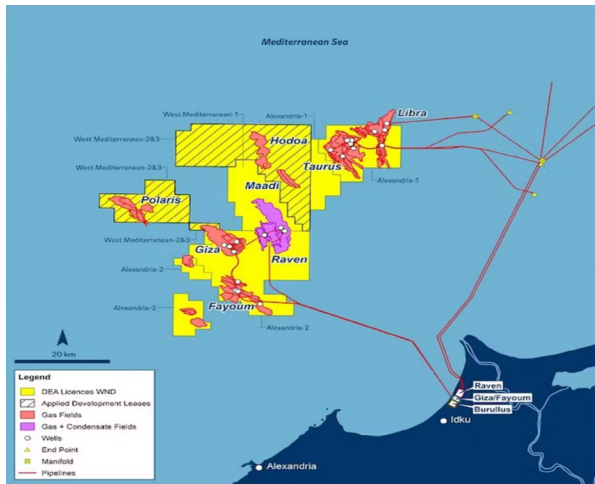 Mediterranean Sea
West Mediterranean-1
Alexandria-1
Libra
West Mediterranean-2&3
Hodoa
Taurus
West Mediterranean-2&3
Maadi
Alexandria-1
Polaris
West Mediterranean-2&3
Giza
Raven
Alexandria-2
Fayoum
Alexandria-2
Alexandria-2
20 km
Raven
Giza/Fayoum
Burullus
Idku
Alexandria
Legend
DEA Licences WND
Applied Development Leases
Gas Fields
Gas + Condensate Fields
Wells
End Point
Manifold
Pipelines